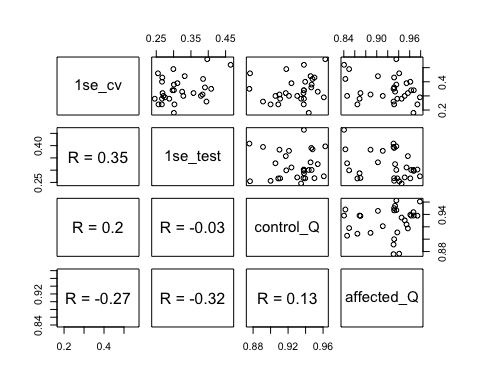 0.25 0.35 0.45
0.84 0.90 0.96
1se_cv
0.2 0.4
0.25 0.40
R = 0.35
1se_test
R = 0.2
R = -0.03
control_Q
0.88 0.94
0.84 0.92
R = -0.27
R = -0.32
R = 0.13
affected_Q
0.2 0.4
0.88 0.92 0.96